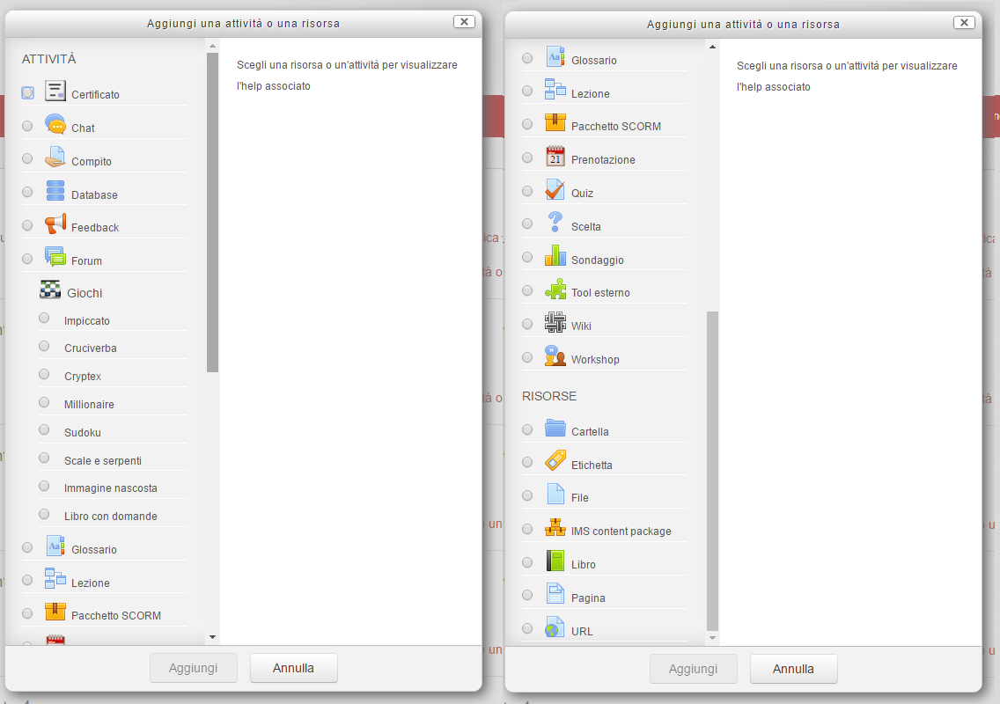 Aggiungi una attività o una risorsa
ATTIVITÀ
Certificato
Chat
Compito
Database
Feedback
Forum
Giochi
Impiccato
Cruciverba
Cryptex
Millionaire
Sudoku
Scale e serpenti
Immagine nascosta
Libro con domande
Aa
Glossario
Lezione
Pacchetto SCORM
Scegli una risorsa o un'attività per visualizzare
l'help associato
Aggiungi
Annulla
Aggiungi una attività o una risorsa
Aa
Glossario
Lezione
Pacchetto SCORM
21
Prenotazione
Quiz
Scelta
Sondaggio
Tool esterno
Wiki
Workshop
RISORSE
Cartella
Etichetta
File
IMS content package
Libro
Pagina
URL
Scegli una risorsa o un'attività per visualizzare
l'help associato
Aggiungi
Annulla